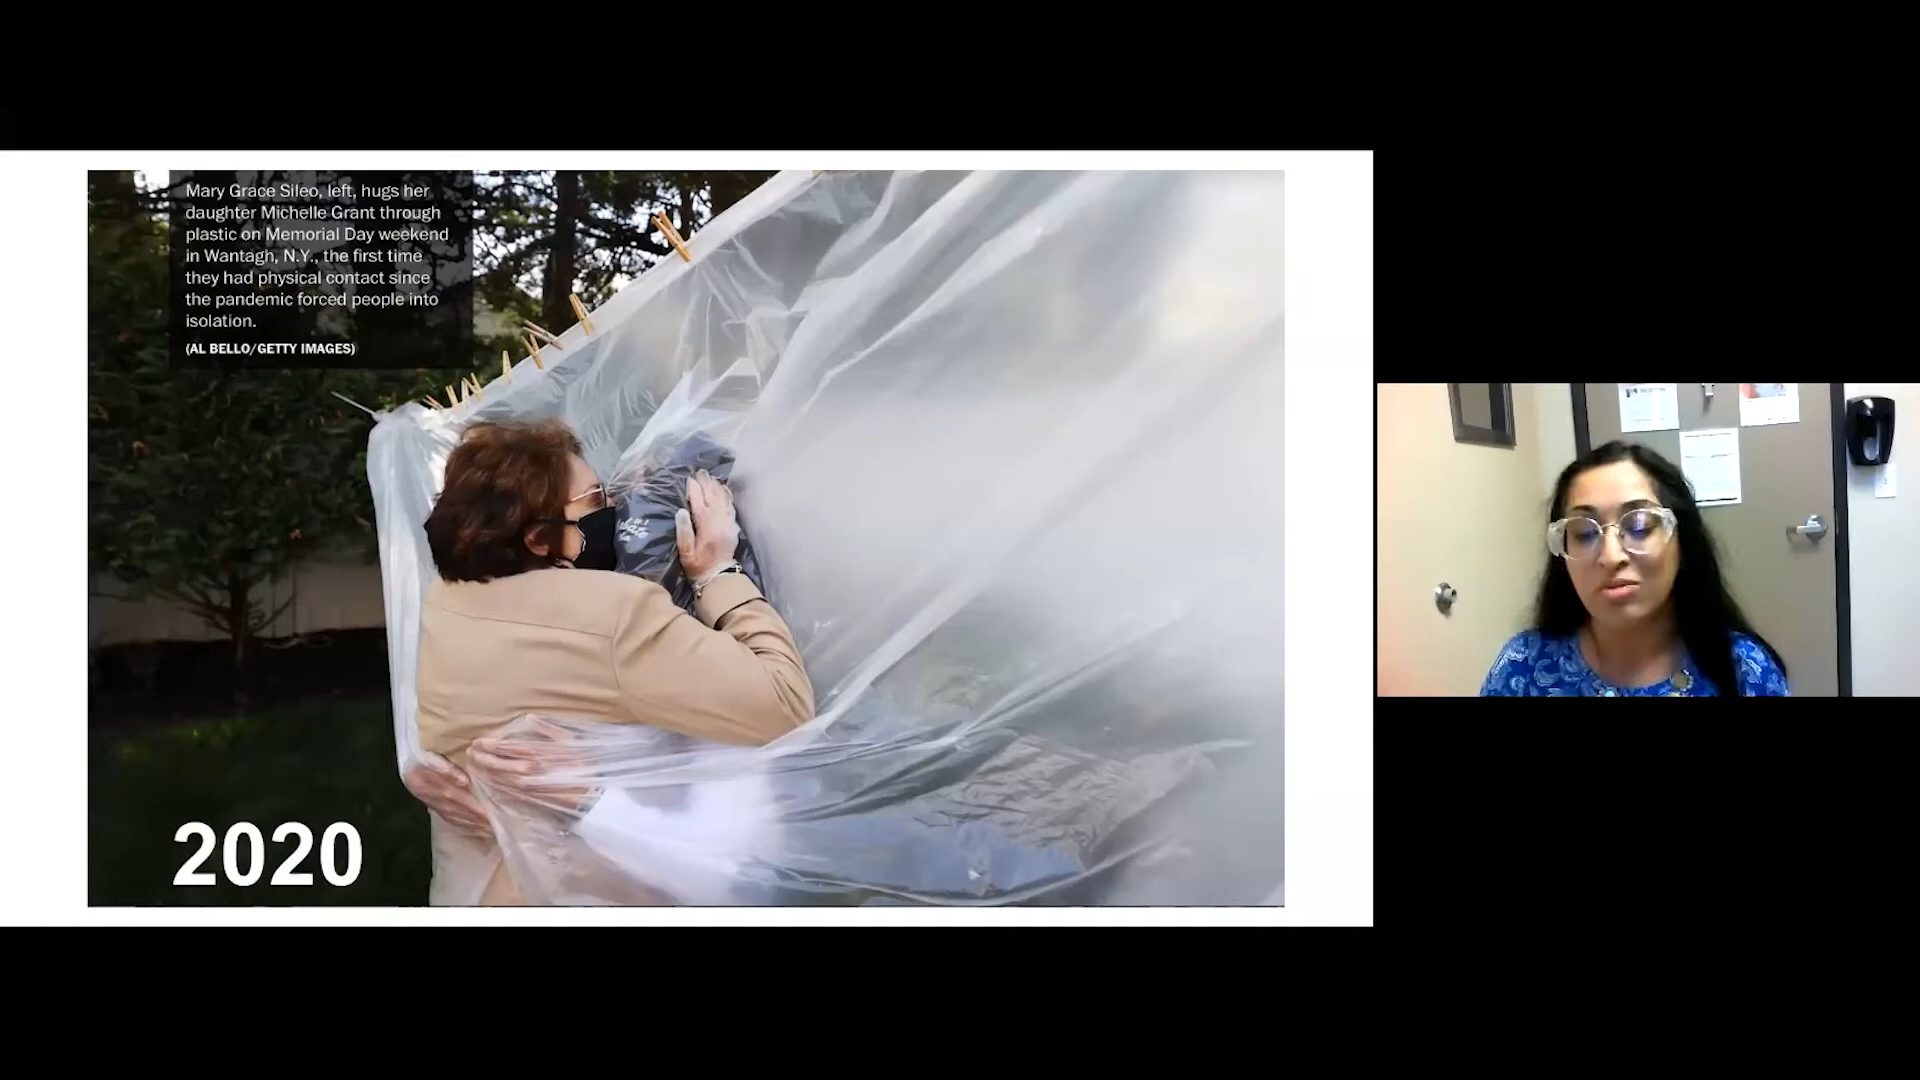 Mary Grace Sileo, left, hugs her
daughter Michelle Grant through
plastic on Memorial Day weekend
in Wantagh, N.Y., the first time
they had physical contact since
the pandemic forced people into
isolation.
(AL BELLO/GETTY IMAGES)
2020